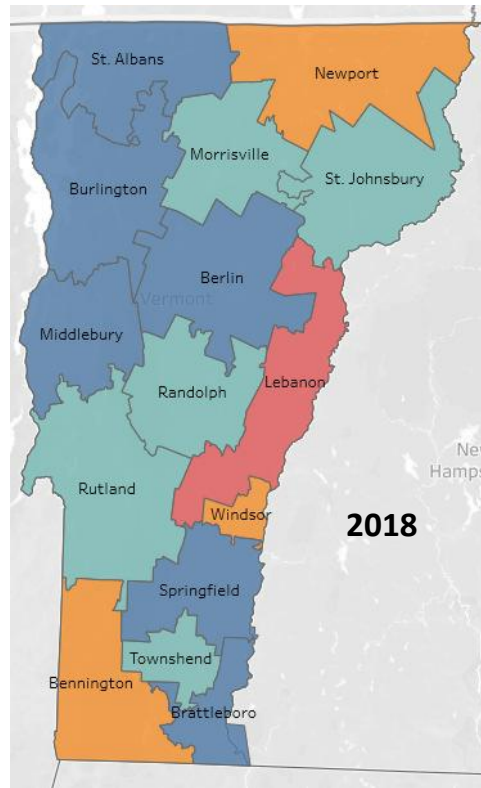 St. Albans
Newport
Morrisville
St. Johnsbury
Burlington
Berlin
Vermont
Middlebury
Lebanon
Randolph
New
Hamps
Rutland
Windsor
2018
Springfield
Townshend
Bennington
Brattleboro